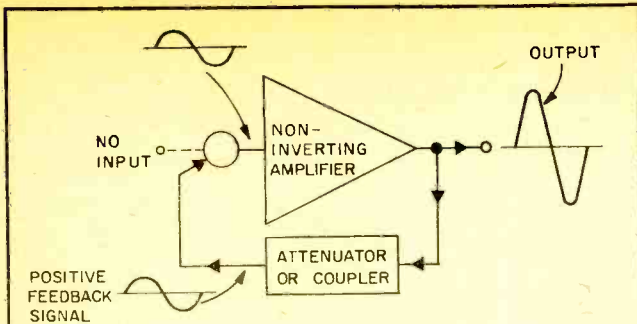 OUTPUT
NO
INPUT
NON-
INVERTING
AMPLIFIER
ATTENUATOR
OR COUPLER
POSITIVE
FEEDBACK
SIGNAL